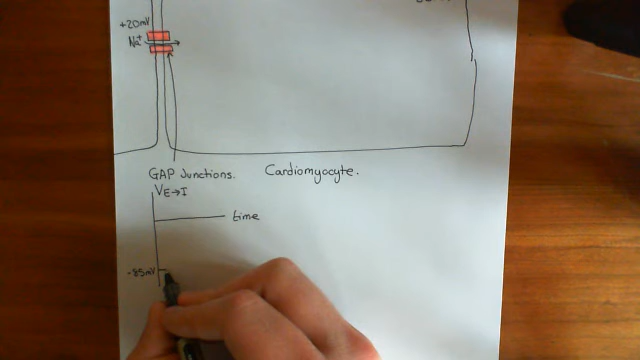 +20mV
Na+
GAP Junctions.
Cardiomyocyte.
VE→I
time
-85mV